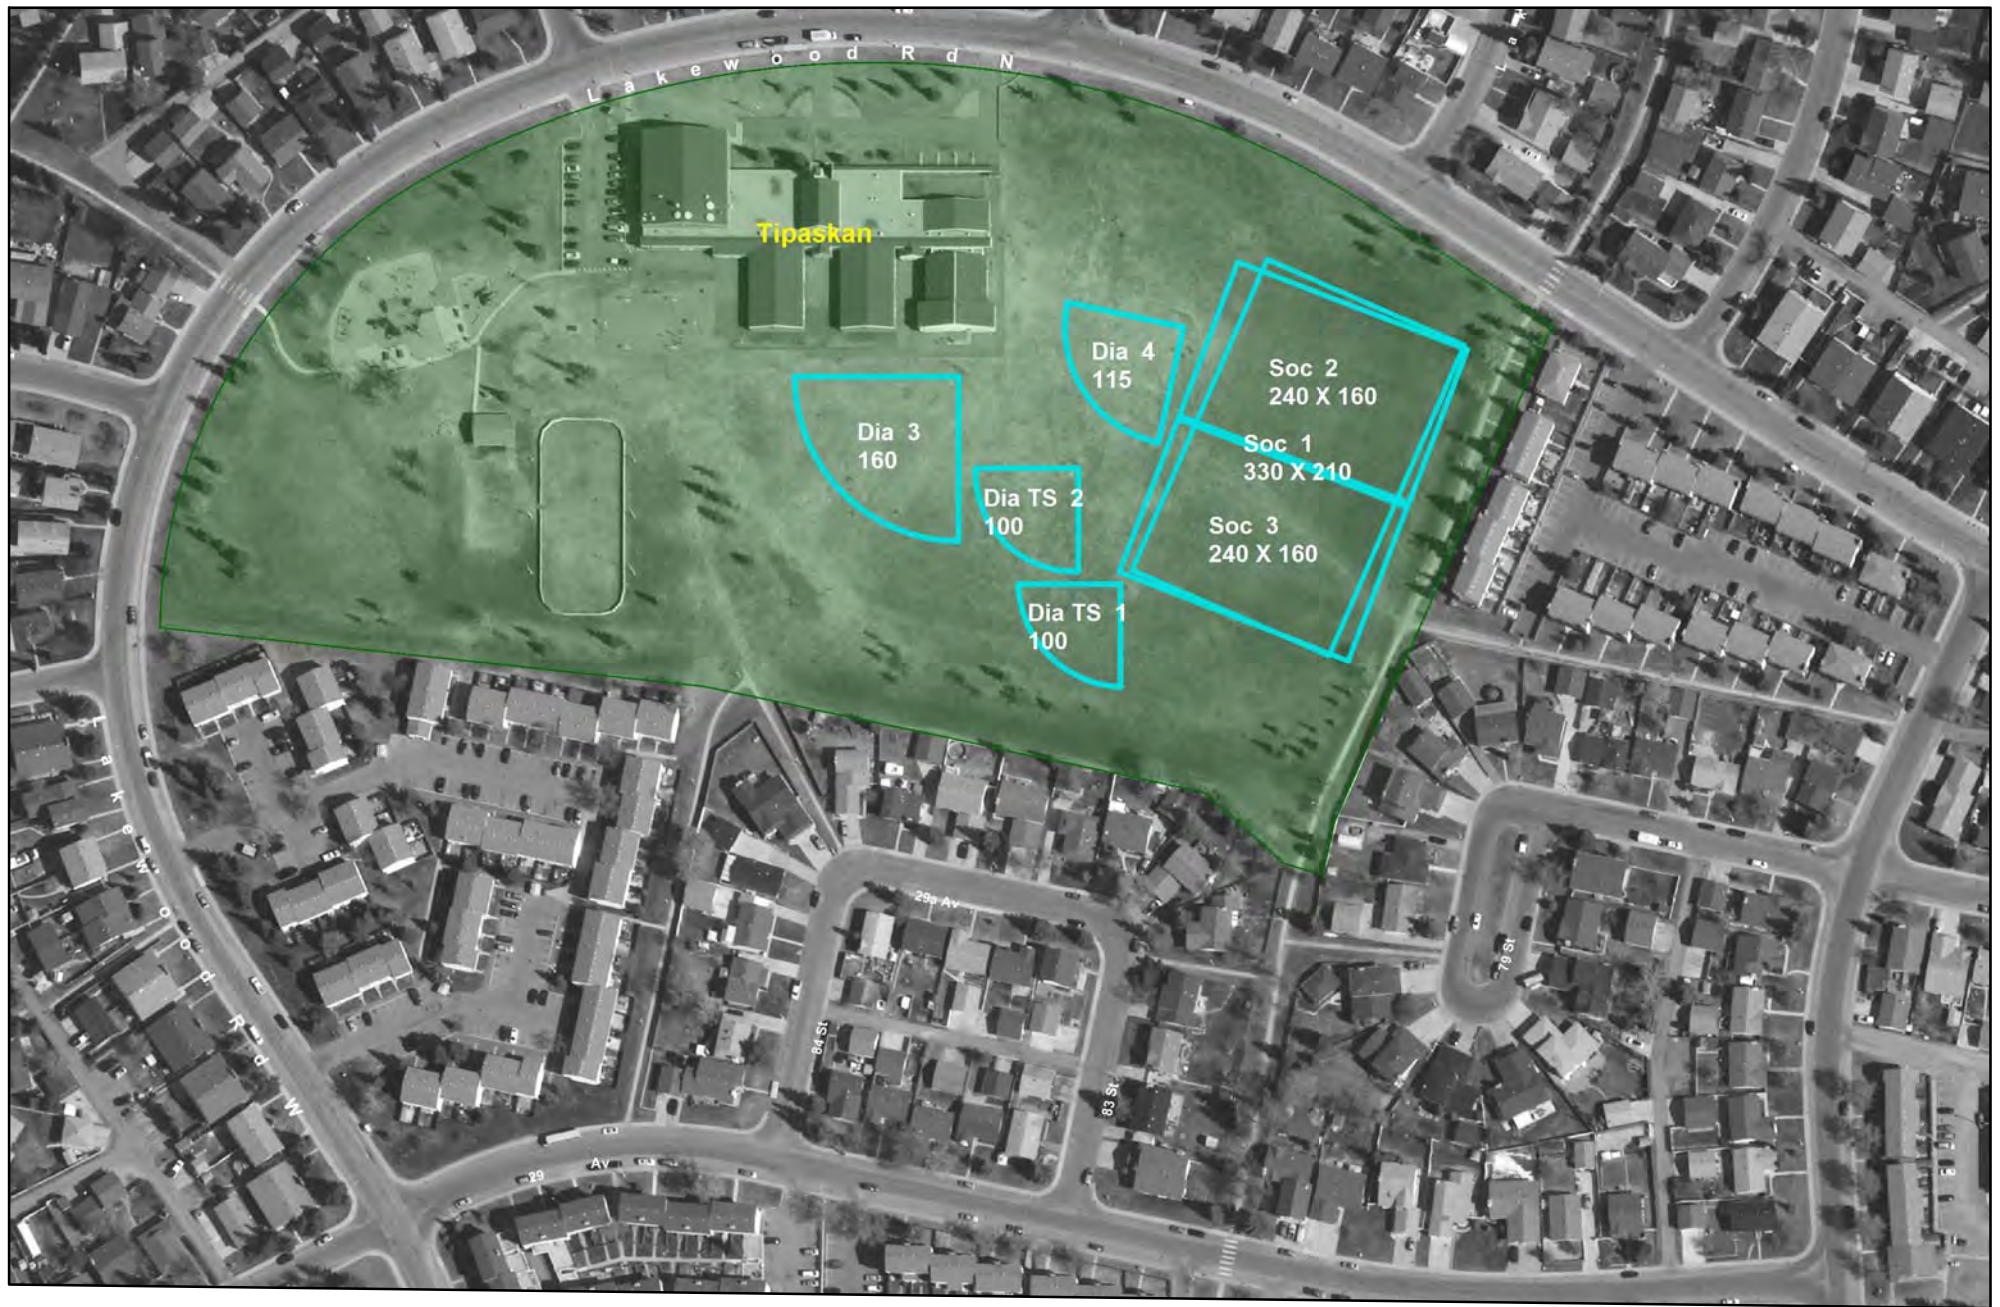 Lakewood Rd N
La
Tipaskan
Dia 4
115
Soc 2
240 X 160
Dia 3
160
Soc 1
330 X 210
Dia TS 2
100
Soc 3
240 X 160
Dia TS 1
100
Lakewood Rd W
29a Av
79 St
84 St
83 St
29 Av